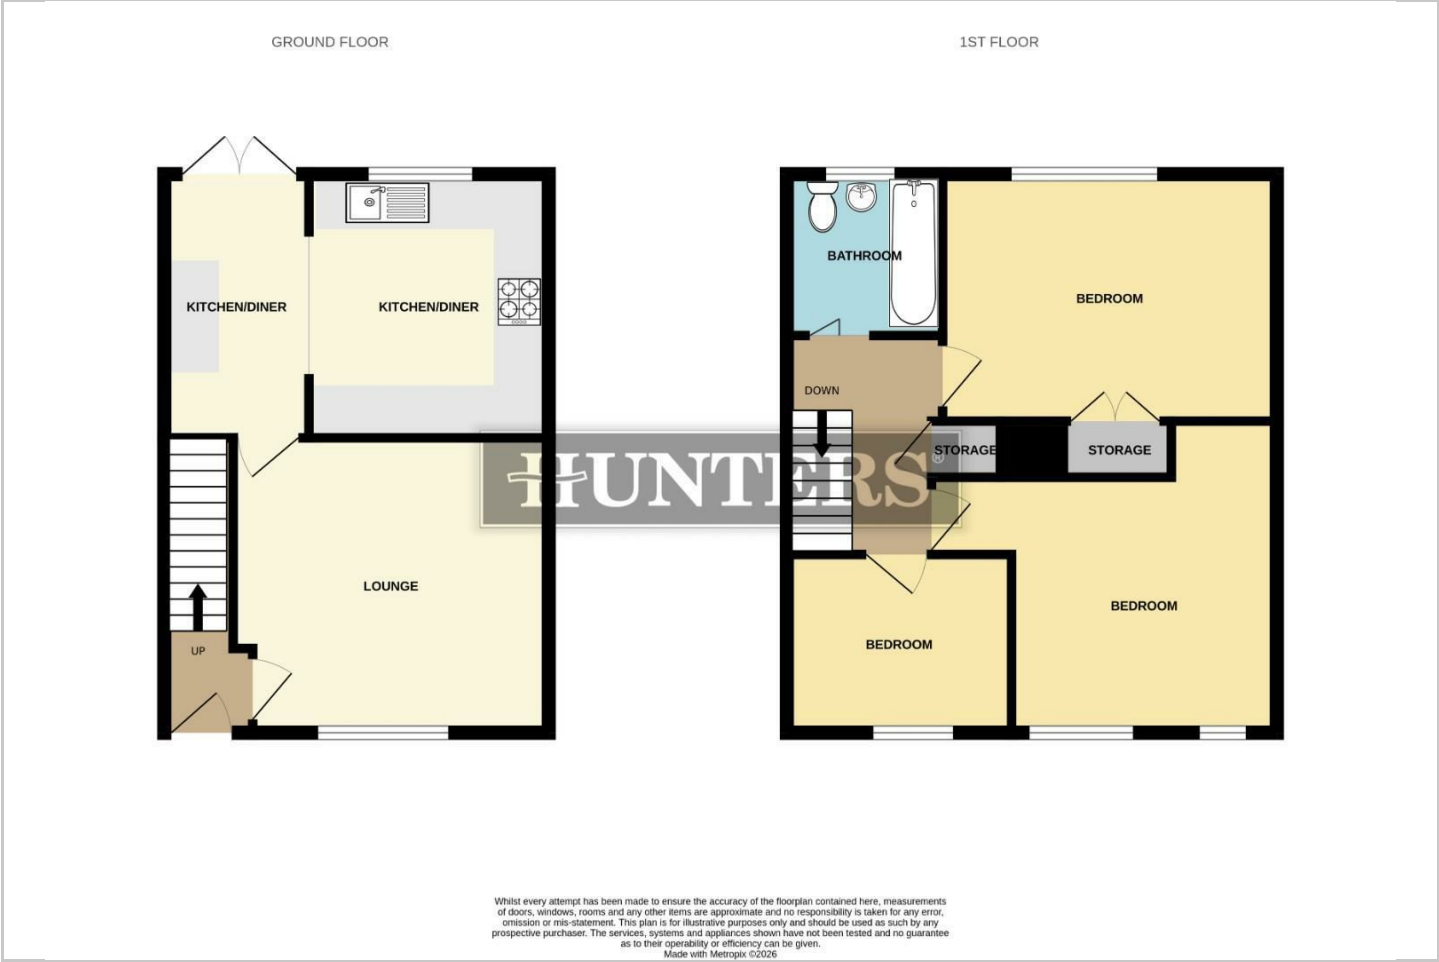 GROUND FLOOR
1ST FLOOR
KITCHEN/DINER
KITCHEN/DINER
LOUNGE
UP
BATHROOM
BEDROOM
DOWN
STORAGE
STORAGE
HUNTERS®
BEDROOM
BEDROOM
Whilst every attempt has been made to ensure the accuracy of the floorplan contained here, measurements
of doors, windows, rooms and any other items are approximate and no responsibility is taken for any error,
omission or mis-statement. This plan is for illustrative purposes only and should be used as such by any
prospective purchaser. The services, systems and appliances shown have not been tested and no guarantee
as to their operability or efficiency can be given.
Made with Metropix ©2026